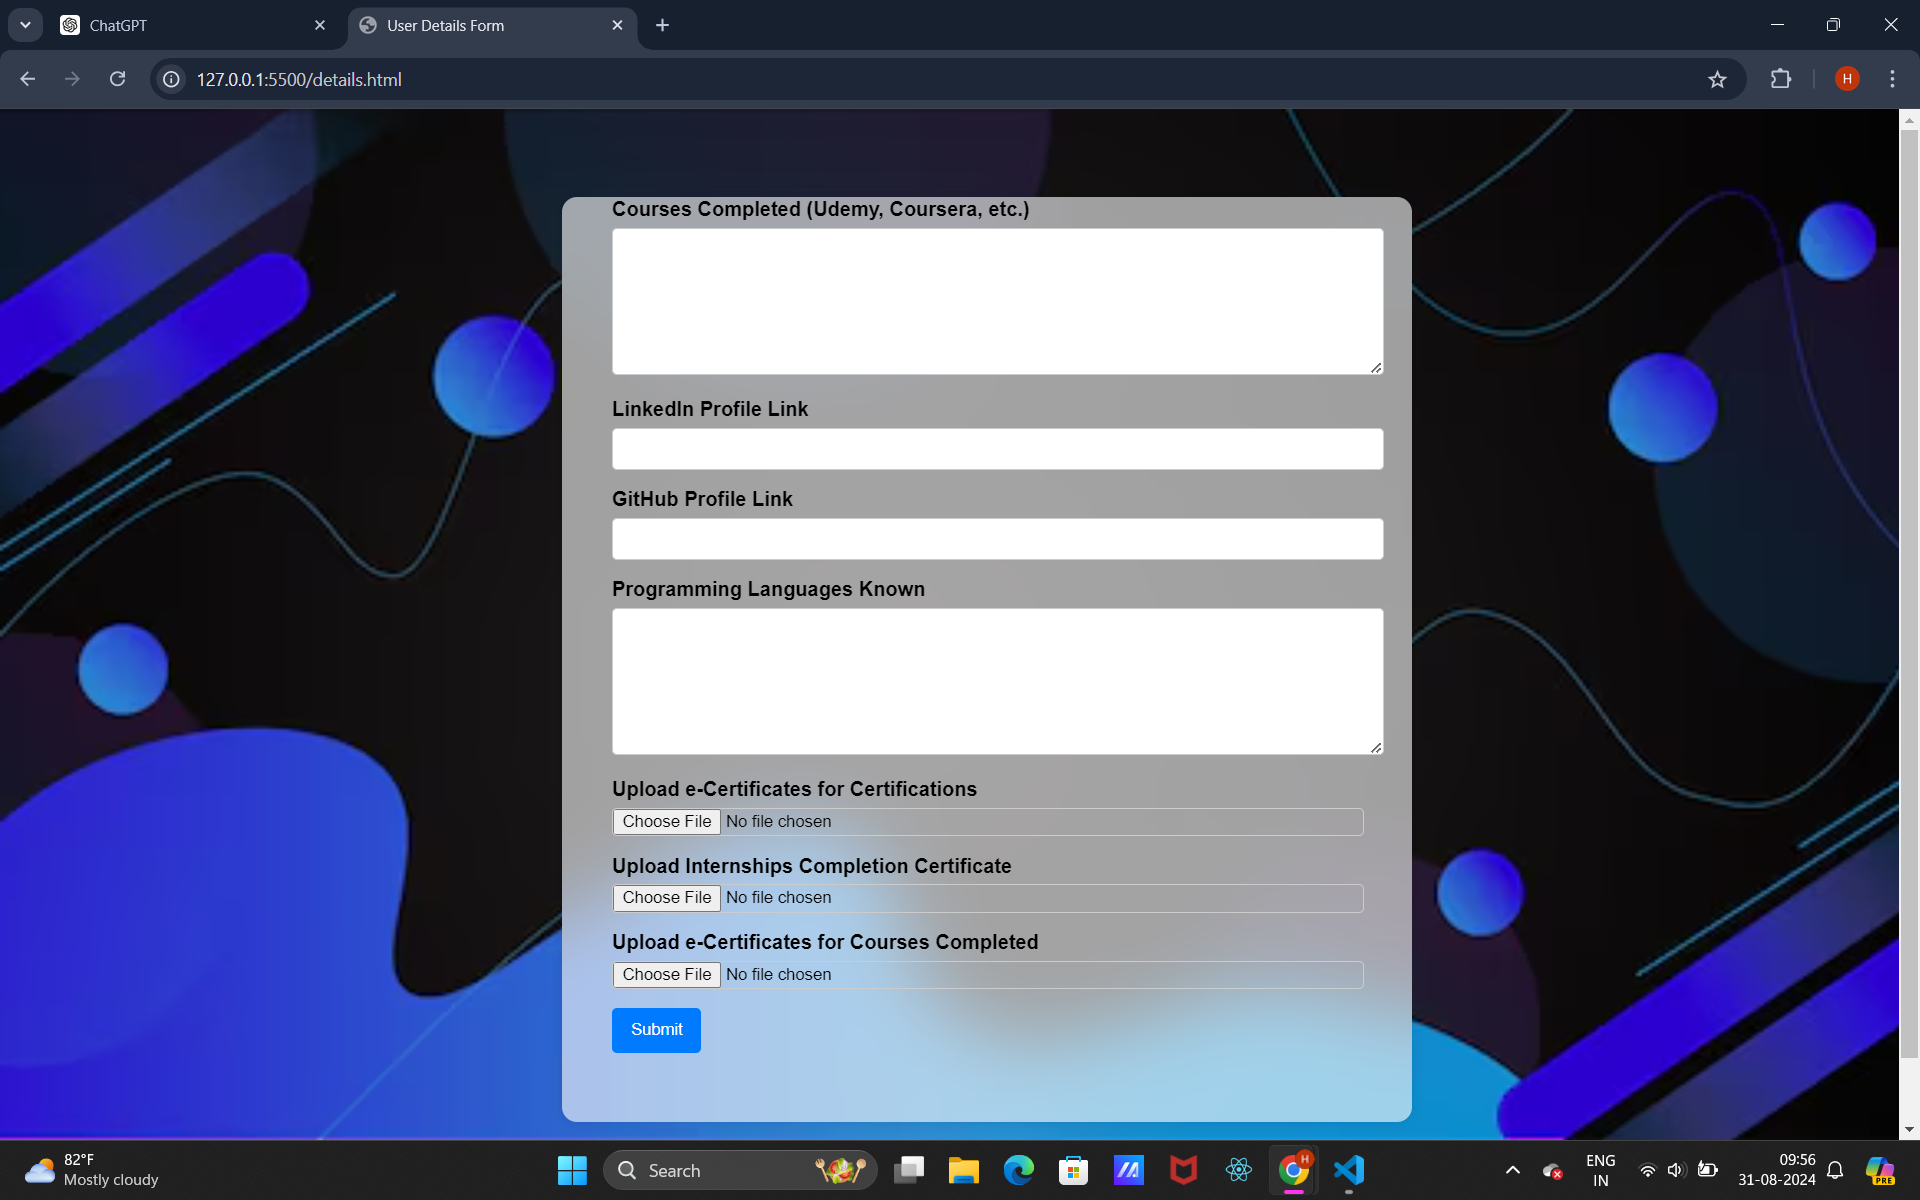 ChatGPT
User Details Form
127.0.0.1:5500/details.html
H
Courses Completed (Udemy, Coursera, etc.)
LinkedIn Profile Link
GitHub Profile Link
Programming Languages Known
Upload e-Certificates for Certifications
Choose File No file chosen
Upload Internships Completion Certificate
Choose File No file chosen
Upload e-Certificates for Courses Completed
Choose File No file chosen
Submit
82°F
Mostly cloudy
Search
H
ENG
IN
09:56
31-08-2024
PRE